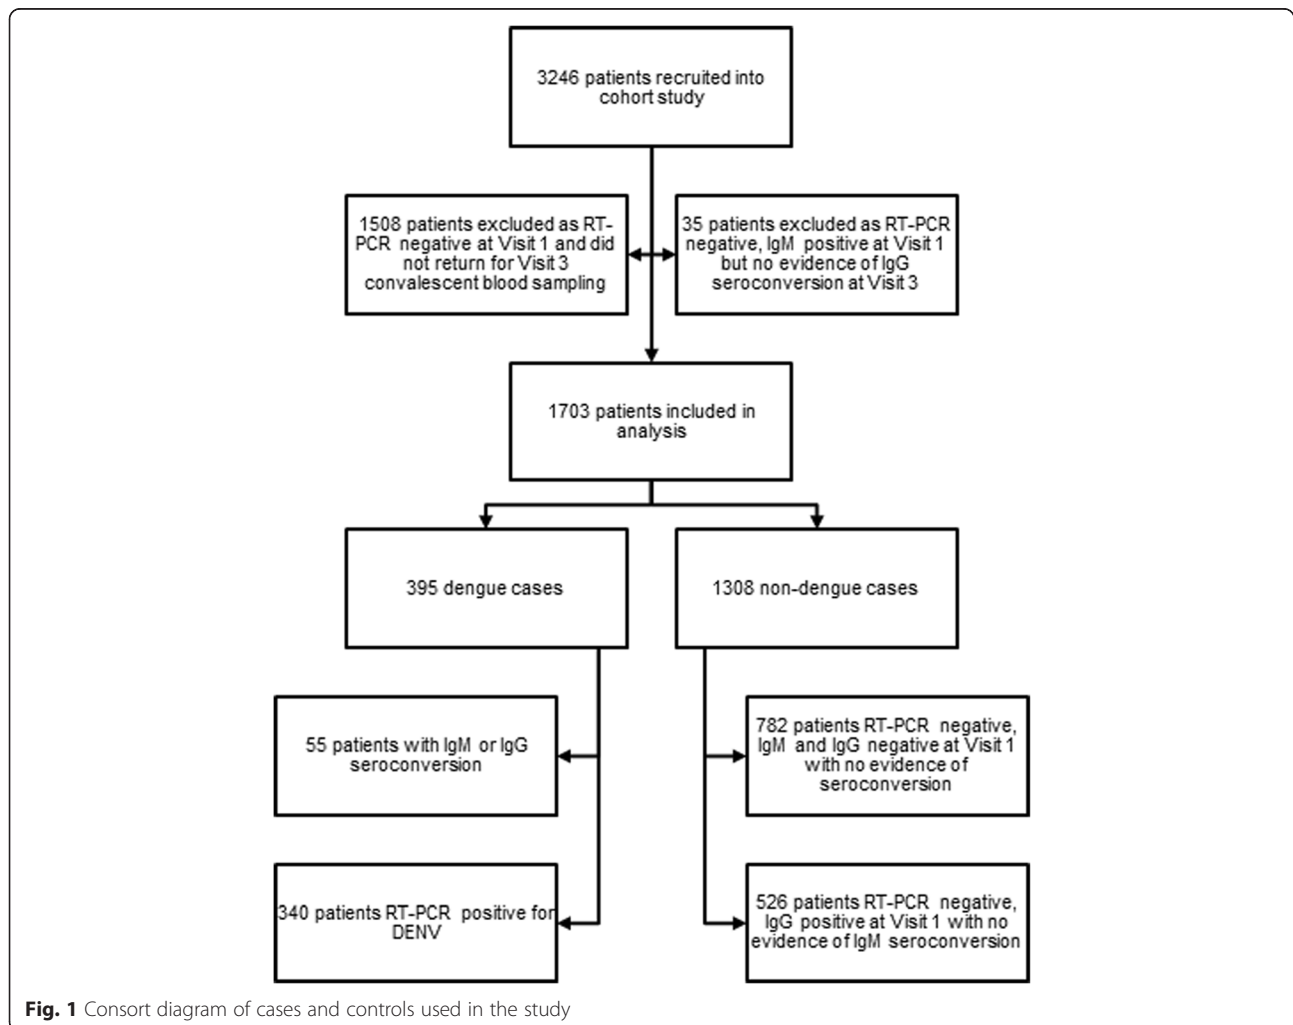 3246 patients recruited into
cohort study
1508 patients excluded as RT-
PCR negative at Visit 1 and did
not return for Visit 3
convalescent blood sampling
35 patients excluded as RT-PCR
negative, IgM positive at Visit 1
but no evidence of IgG
seroconversion at Visit 3
1703 patients included in
analysis
395 dengue cases
1308 non-dengue cases
55 patients with IgM or IgG
seroconversion
782 patients RT-PCR negative,
IgM and IgG negative at Visit 1
with no evidence of
seroconversion
340 patients RT-PCR positive for
DENV
526 patients RT-PCR negative,
IgG positive at Visit 1 with no
evidence of IgM seroconversion
Fig. 1 Consort diagram of cases and controls used in the study